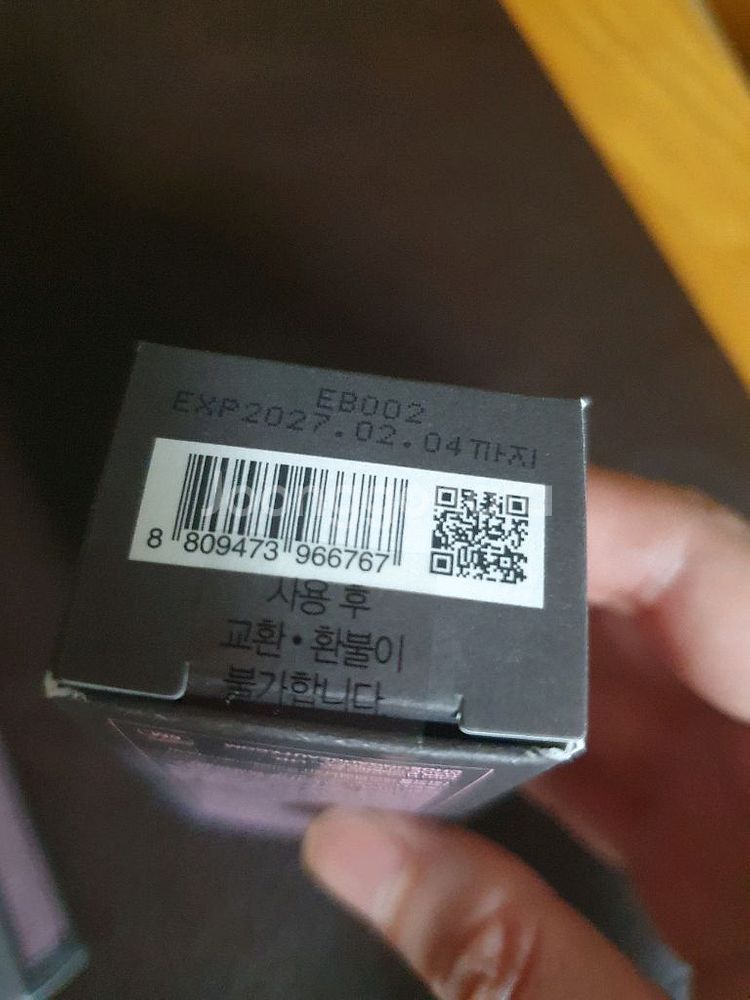 EB002
EXP2027.02.04까지
8 809473 966767
사용 후
교환·환불이
불가합니다.